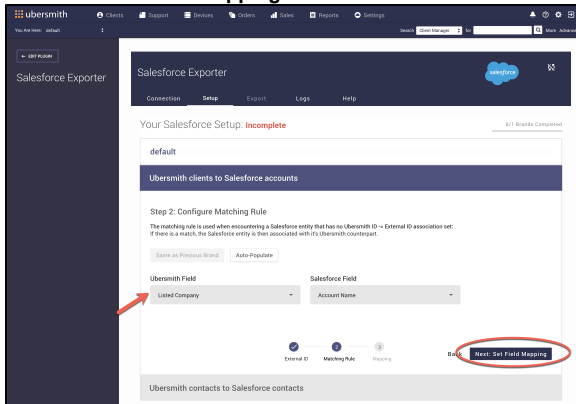 Mapping
ubersmith Clients Support Devices Orders Sales Reports Settings
You Are Here: default Search Client Manager for More Advanced
← EDIT PLUGIN
Salesforce Exporter
Salesforce Exporter
salesforce
Connection Setup Export Logs Help
Your Salesforce Setup: Incomplete
0/1 Brands Completed
default
Ubersmith clients to Salesforce accounts
Step 2: Configure Matching Rule
The matching rule is used when encountering a Salesforce entity that has no Ubersmith ID -> External ID association set:
If there is a match, the Salesforce entity is then associated with it's Ubersmith counterpart.
Same as Previous Brand Auto-Populate
Ubersmith Field Salesforce Field
Listed Company Account Name
2 3
External ID Matching Rule Mapping
Back Next: Set Field Mapping
Ubersmith contacts to Salesforce contacts